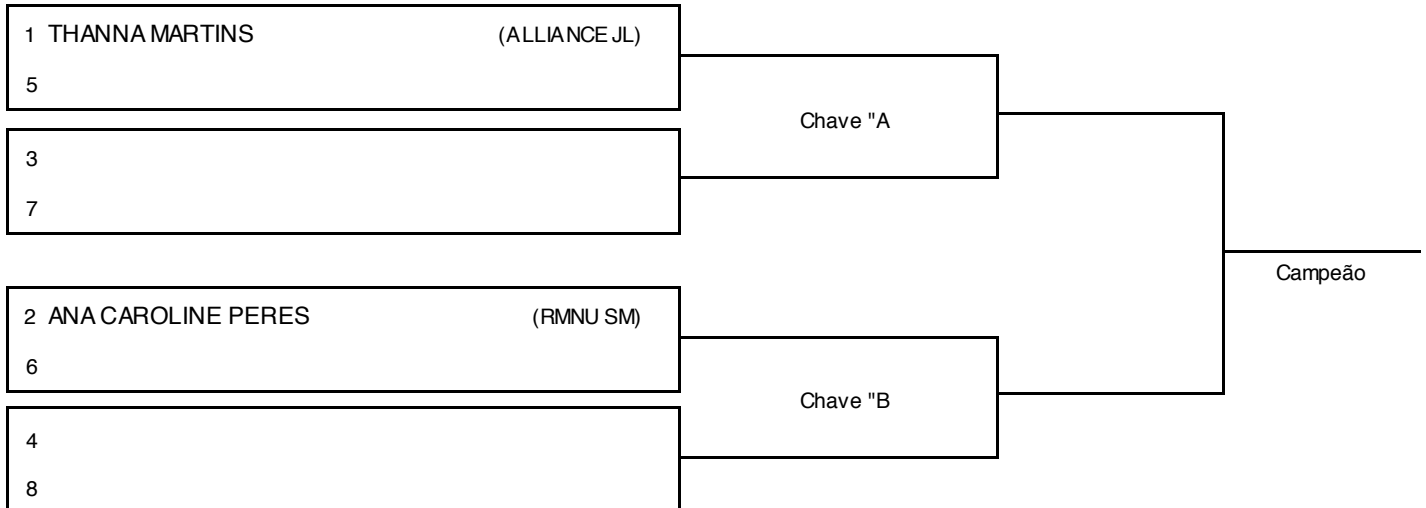 1 THANNA MARTINS (ALLIANCE JL)
5
Chave "A
3
7
Campeão
2 ANA CAROLINE PERES (RMNU SM)
6
Chave "B
4
8